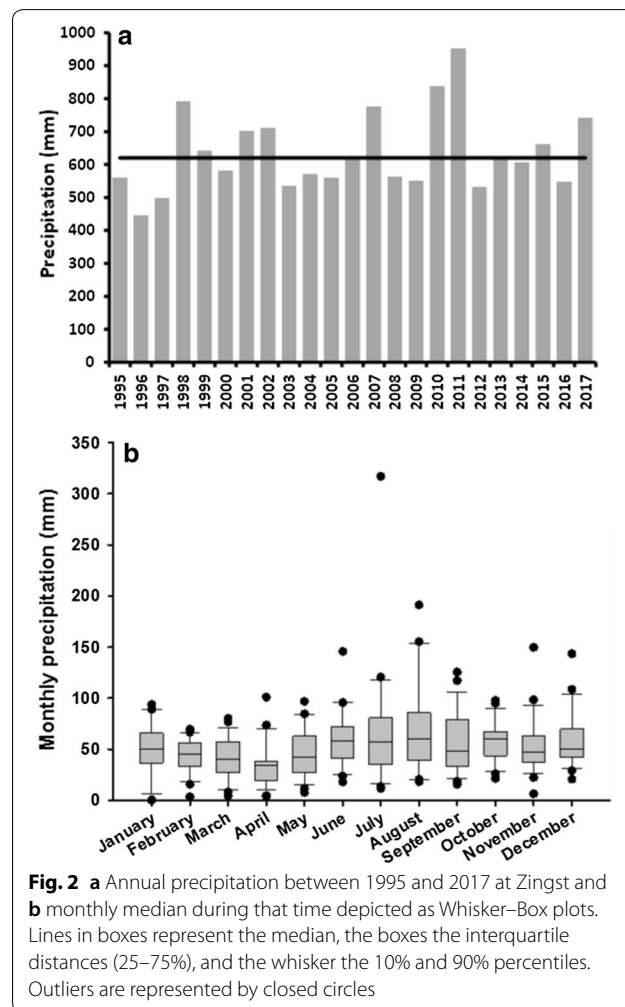 a
Precipitation (mm)
1000
900
800
700
600
500
400
300
200
100
0
1995
1996
1997
1998
1999
2000
2001
2002
2003
2004
2005
2006
2007
2008
2009
2010
2011
2012
2013
2014
2015
2016
2017
b
Monthly precipitation (mm)
350
300
250
200
150
100
50
0
January
February
March
April
May
June
July
August
September
October
November
December
Fig. 2 a Annual precipitation between 1995 and 2017 at Zingst and
b monthly median during that time depicted as Whisker–Box plots.
Lines in boxes represent the median, the boxes the interquartile
distances (25–75%), and the whisker the 10% and 90% percentiles.
Outliers are represented by closed circles